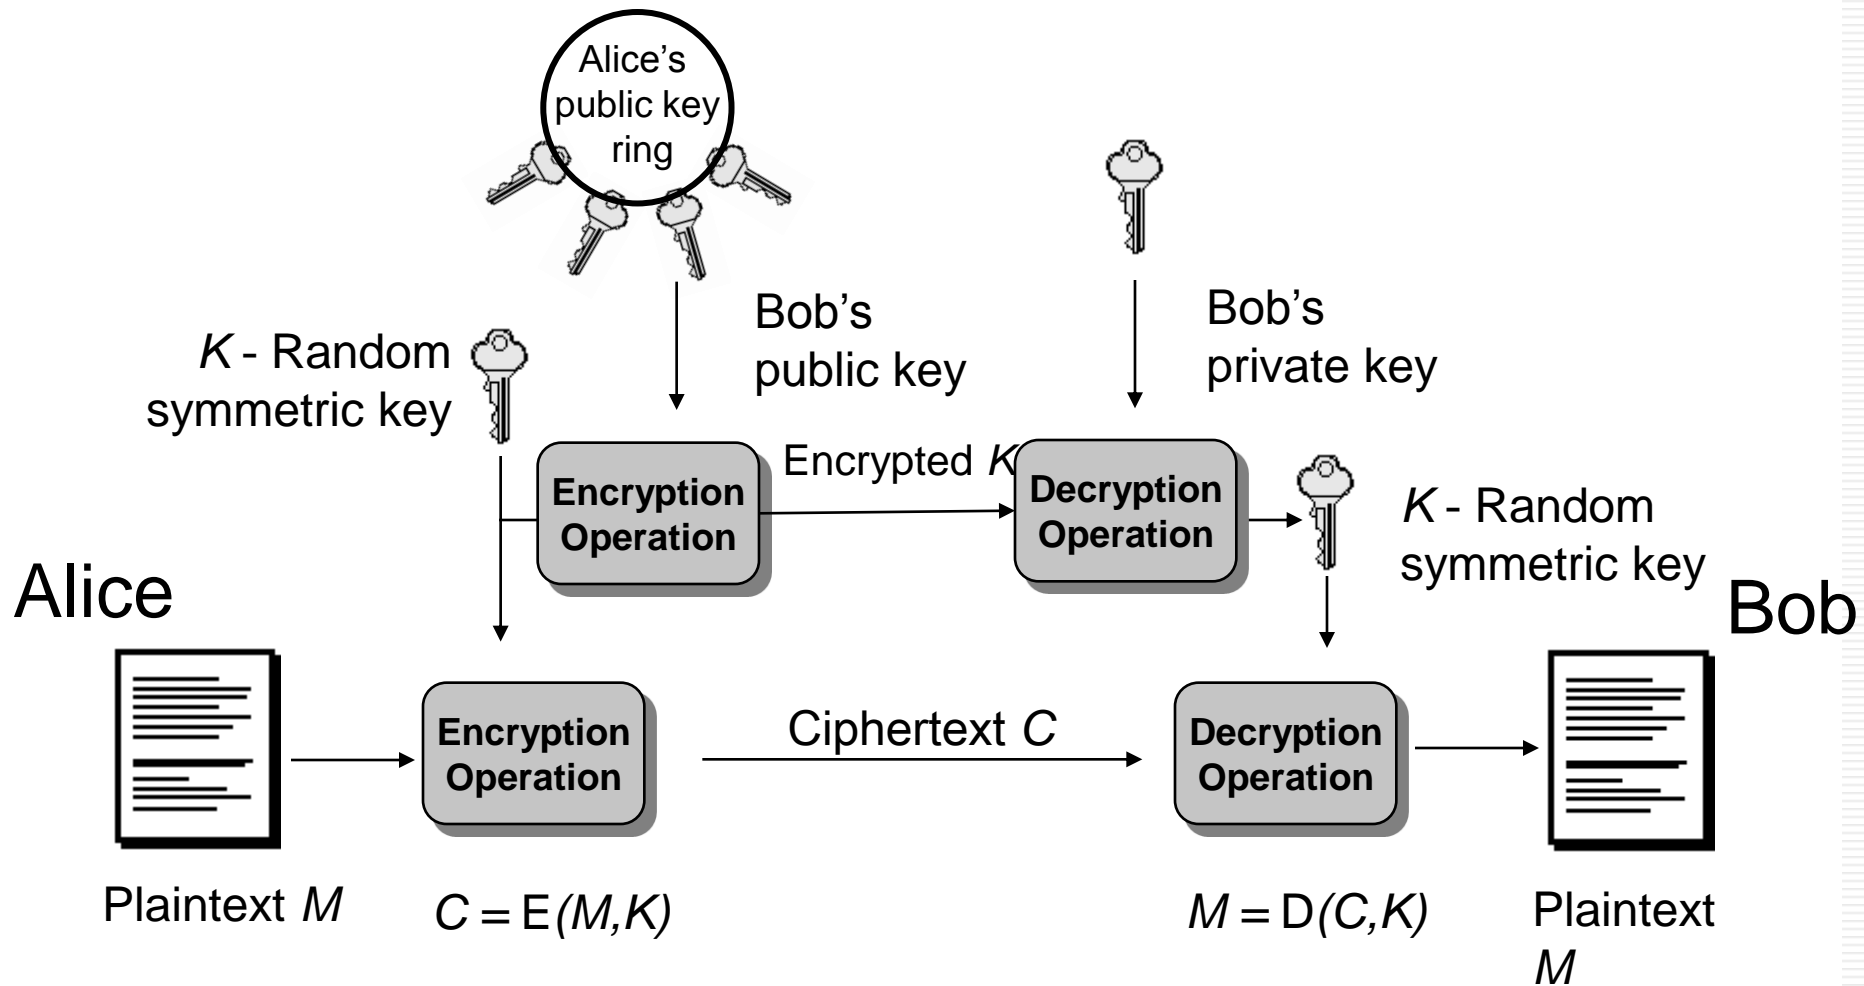 Alice's
public key
ring
Bob's
public key
Bob's
private key
K - Random
symmetric key
Encrypted K
Encryption
Operation
Decryption
Operation
K - Random
symmetric key
Alice
Bob
Encryption
Operation
Ciphertext C
Decryption
Operation
Plaintext M
C = E(M,K)
M = D(C,K)
Plaintext
M